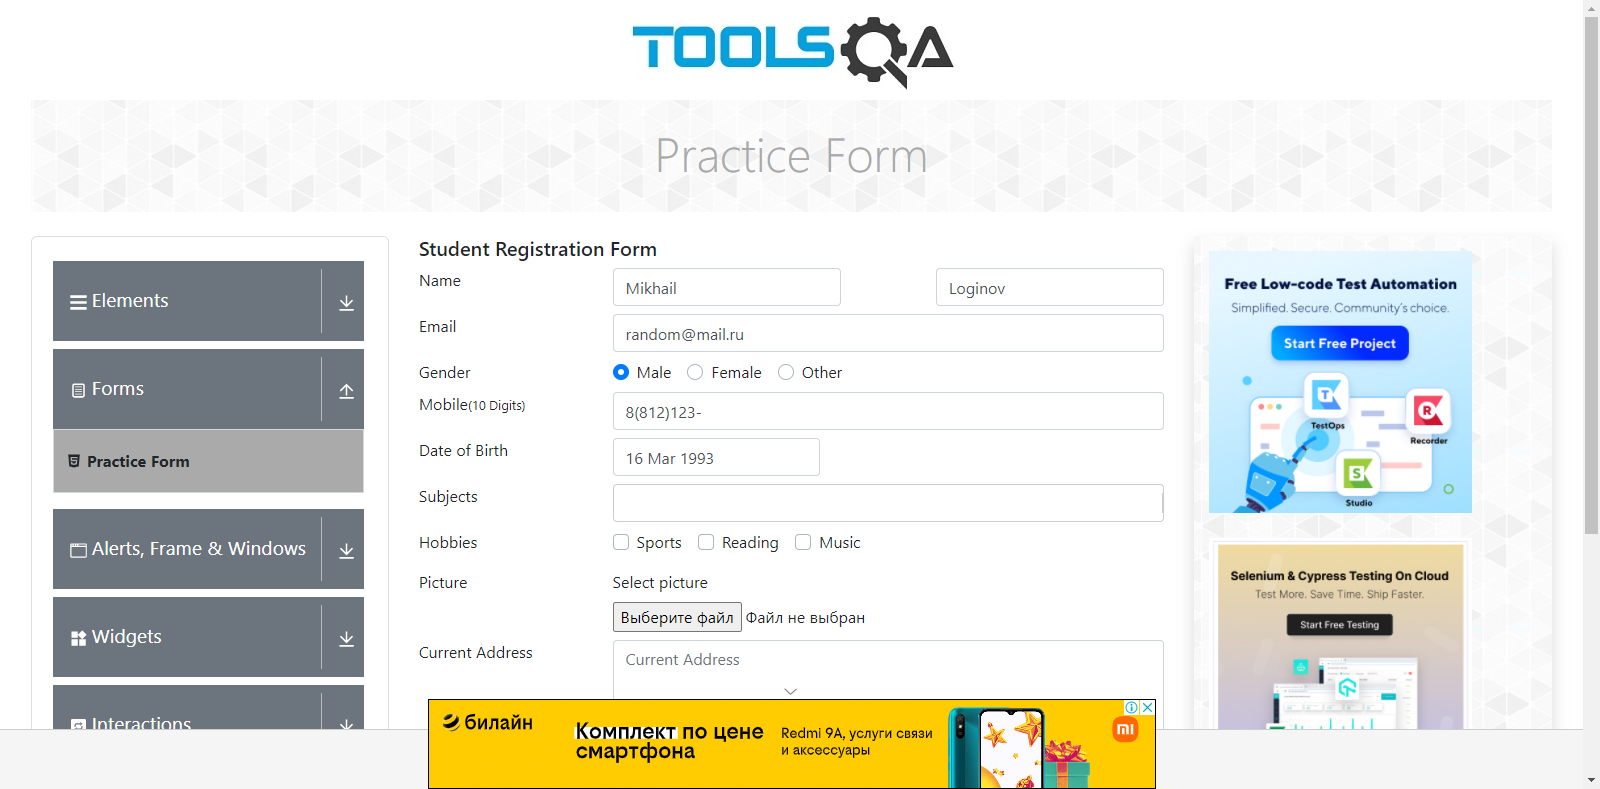 TOOLSQA
Practice Form
Elements
Forms
Practice Form
Alerts, Frame & Windows
Widgets
Interactions
Student Registration Form
Name
Mikhail
Loginov
Email
random@mail.ru
Gender
Male
Female
Other
Mobile(10 Digits)
8(812)123-
Date of Birth
16 Mar 1993
Subjects
Hobbies
Sports
Reading
Music
Picture
Select picture
Выберите файл Файл не выбран
Current Address
Current Address
Free Low-code Test Automation
Simplified. Secure. Community's choice.
Start Free Project
T
TestOps
R
Recorder
S
Studio
Selenium & Cypress Testing On Cloud
Test More. Save Time. Ship Faster.
Start Free Testing
билайн
Комплект по цене
смартфона
Redmi 9A, услуги связи
и аксессуары
mi